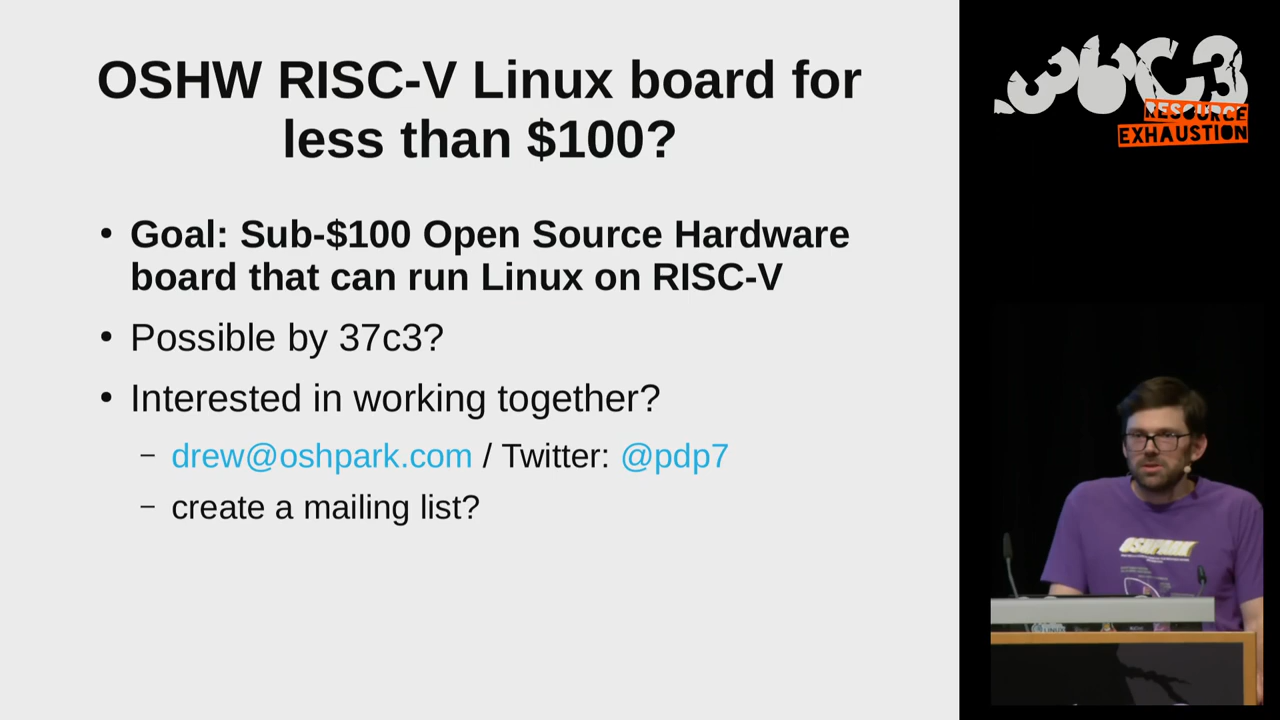 OSHW RISC-V Linux board for
less than $100?
• Goal: Sub-$100 Open Source Hardware
board that can run Linux on RISC-V
• Possible by 37c3?
• Interested in working together?
– drew@oshpark.com / Twitter: @pdp7
– create a mailing list?
36C3
RESOURCE
EXHAUSTION
OSHPARK